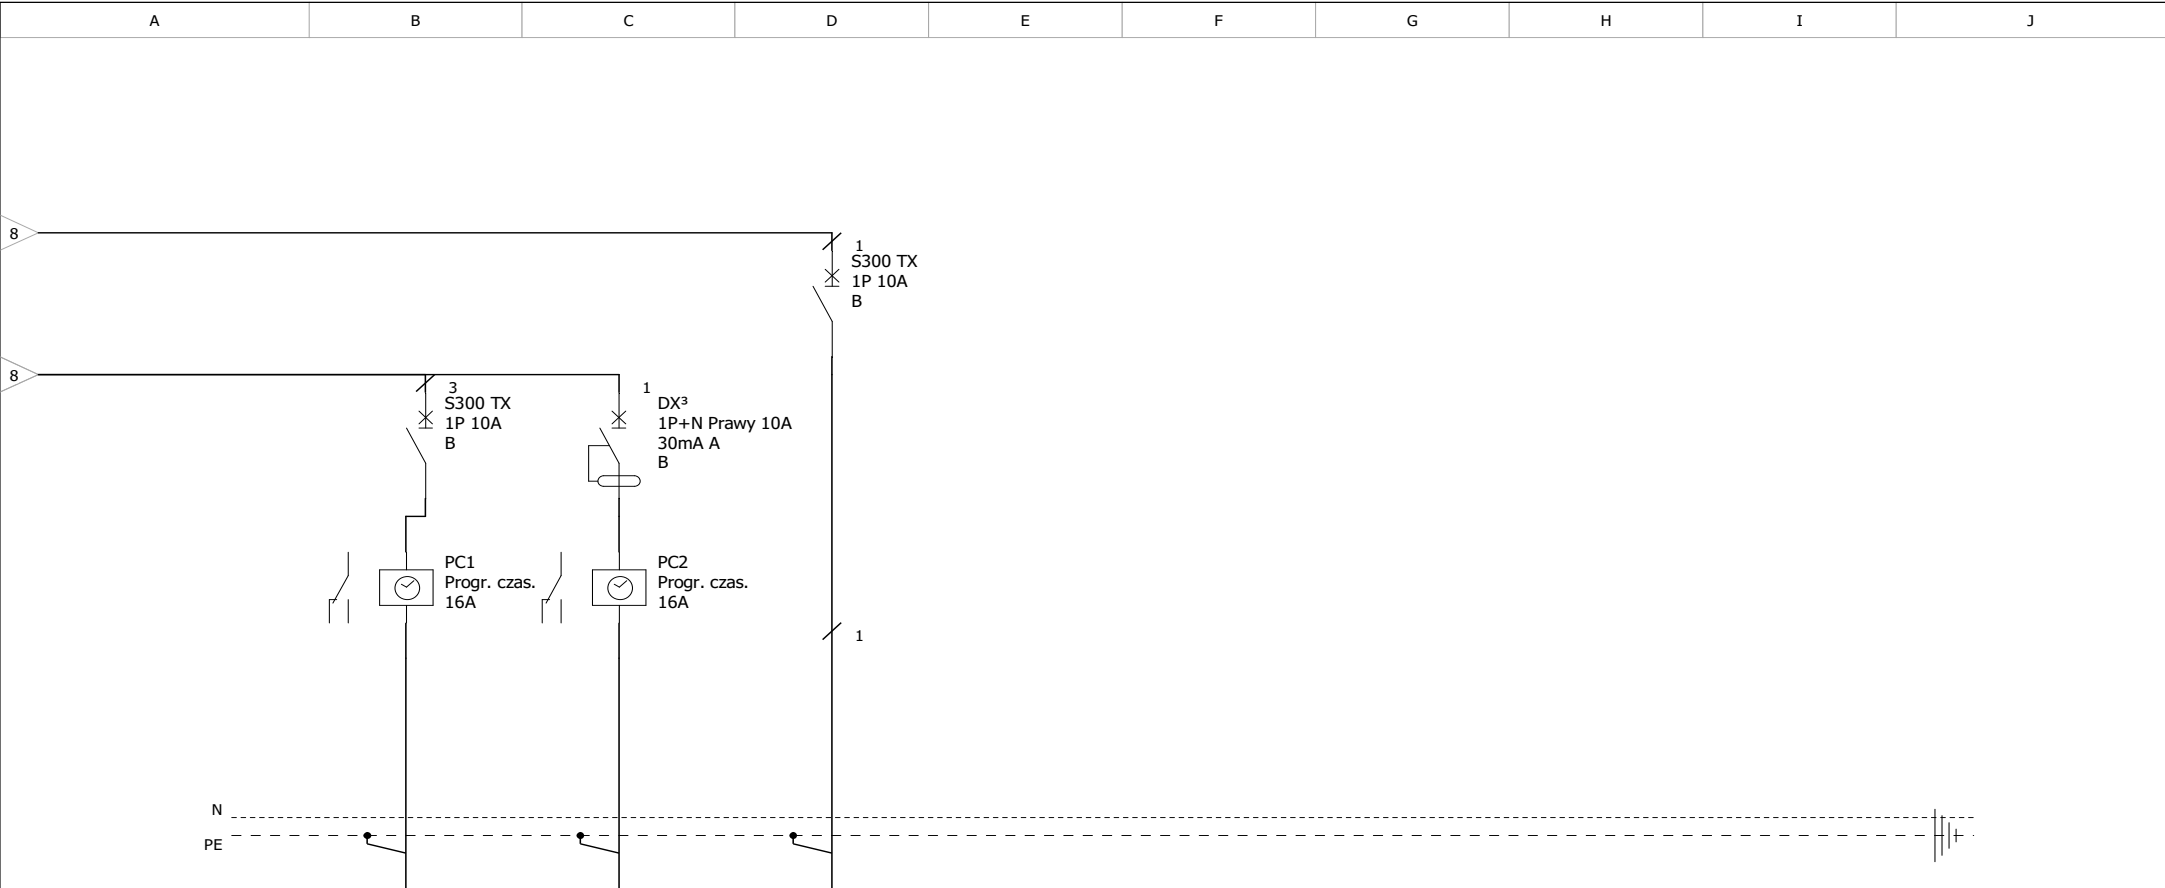 A B C D E F G H I J
8
1
S300 TX
1P 10A
B
8
3
S300 TX
1P 10A
B
1
DX³
1P+N Prawy 10A
30mA A
B
PC1
Progr. czas.
16A
PC2
Progr. czas.
16A
1
N
PE